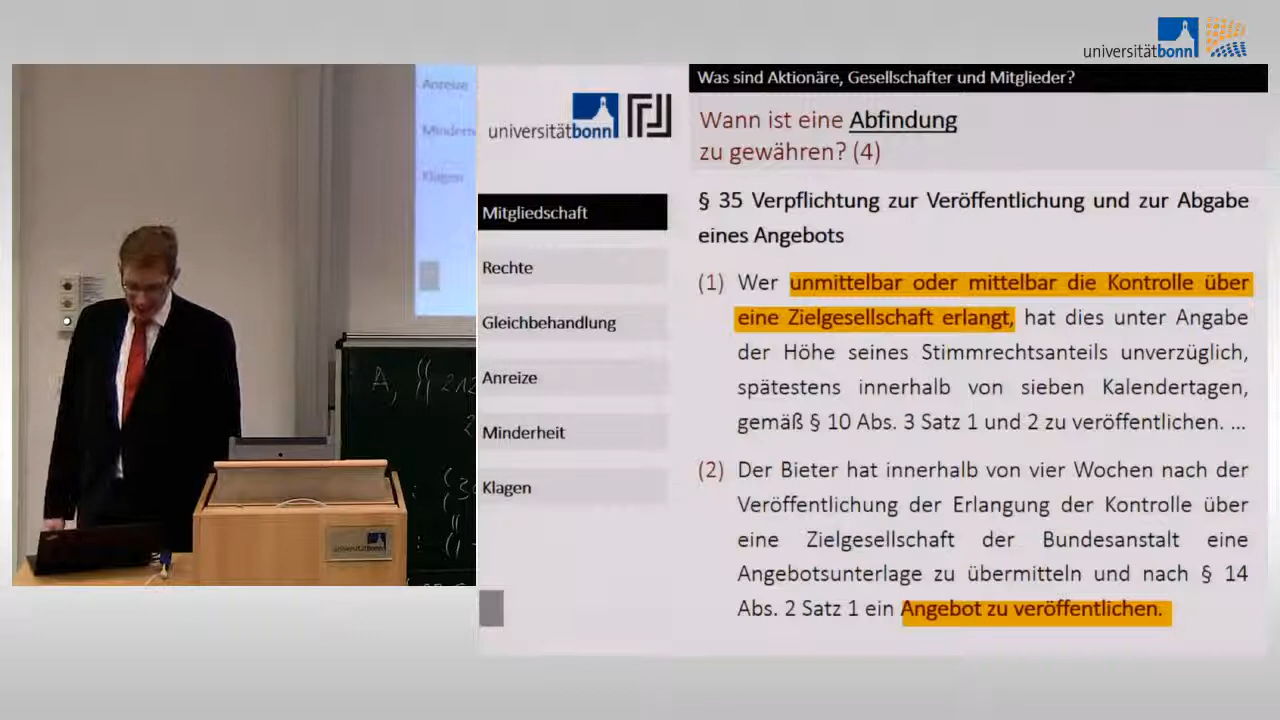 universitätbonn
Anreize
Klagen
universitätbonn
universitätbonn
Mitgliedschaft
Rechte
Gleichbehandlung
Anreize
Minderheit
Klagen
Was sind Aktionäre, Gesellschafter und Mitglieder?
Wann ist eine Abfindung
zu gewähren? (4)
§ 35 Verpflichtung zur Veröffentlichung und zur Abgabe
eines Angebots
(1) Wer unmittelbar oder mittelbar die Kontrolle über
eine Zielgesellschaft erlangt, hat dies unter Angabe
der Höhe seines Stimmrechtsanteils unverzüglich,
spätestens innerhalb von sieben Kalendertagen,
gemäß § 10 Abs. 3 Satz 1 und 2 zu veröffentlichen. ...
(2) Der Bieter hat innerhalb von vier Wochen nach der
Veröffentlichung der Erlangung der Kontrolle über
eine Zielgesellschaft der Bundesanstalt eine
Angebotsunterlage zu übermitteln und nach § 14
Abs. 2 Satz 1 ein Angebot zu veröffentlichen.